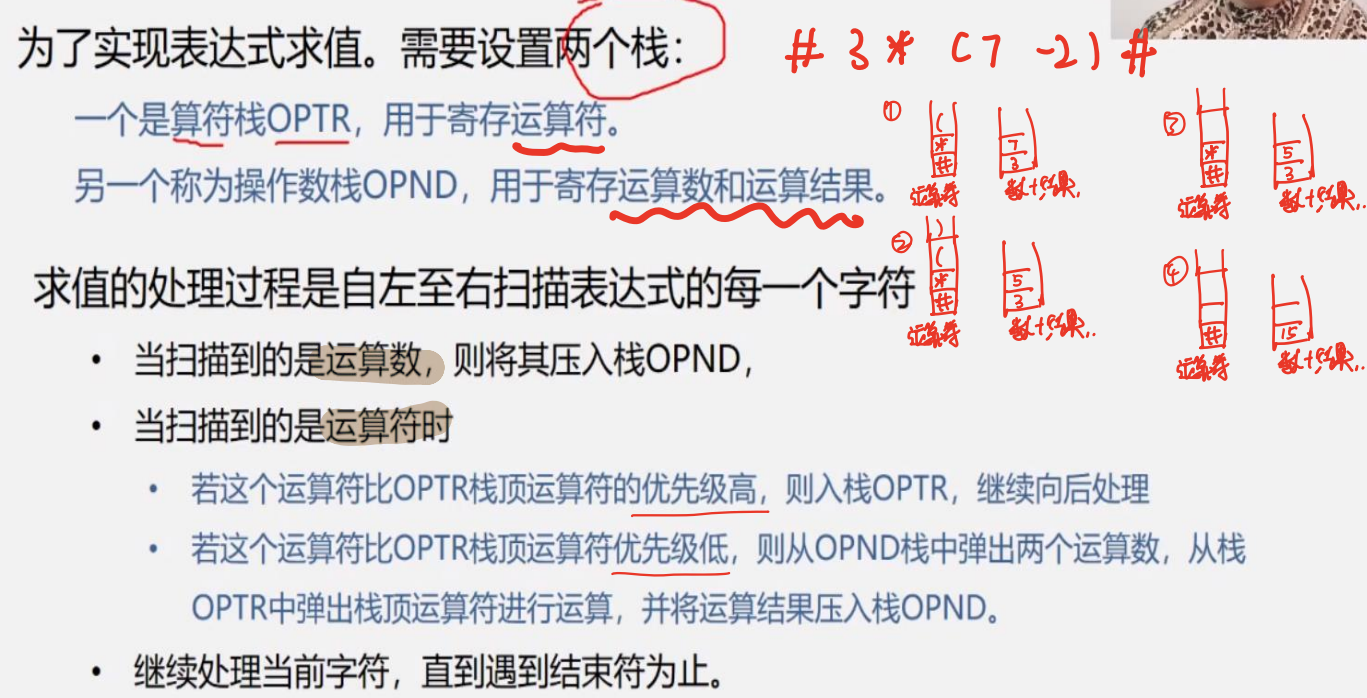 为了实现表达式求值。需要设置两个栈：
# 3 * (7 -2) #
一个是算符栈OPTR，用于寄存运算符。
另一个称为操作数栈OPND，用于寄存运算数和运算结果。
①
(
*
#
运算符
7
3
数+结果.
②
)
(
*
#
运算符
5
3
数+结果..
③
*
#
运算符
5
3
数+结果..
④
#
运算符
15
数+结果..
求值的处理过程是自左至右扫描表达式的每一个字符
• 当扫描到的是运算数，则将其压入栈OPND，
• 当扫描到的是运算符时
• 若这个运算符比OPTR栈顶运算符的优先级高，则入栈OPTR，继续向后处理
• 若这个运算符比OPTR栈顶运算符优先级低，则从OPND栈中弹出两个运算数，从栈
OPTR中弹出栈顶运算符进行运算，并将运算结果压入栈OPND。
• 继续处理当前字符，直到遇到结束符为止。